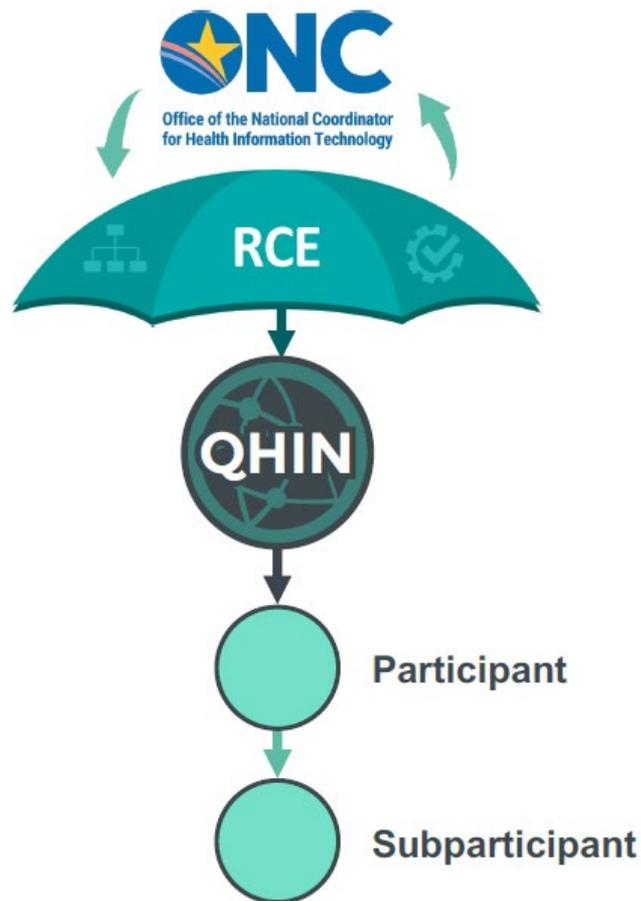 ONC
Office of the National Coordinator
for Health Information Technology
RCE
QHIN
Participant
Subparticipant